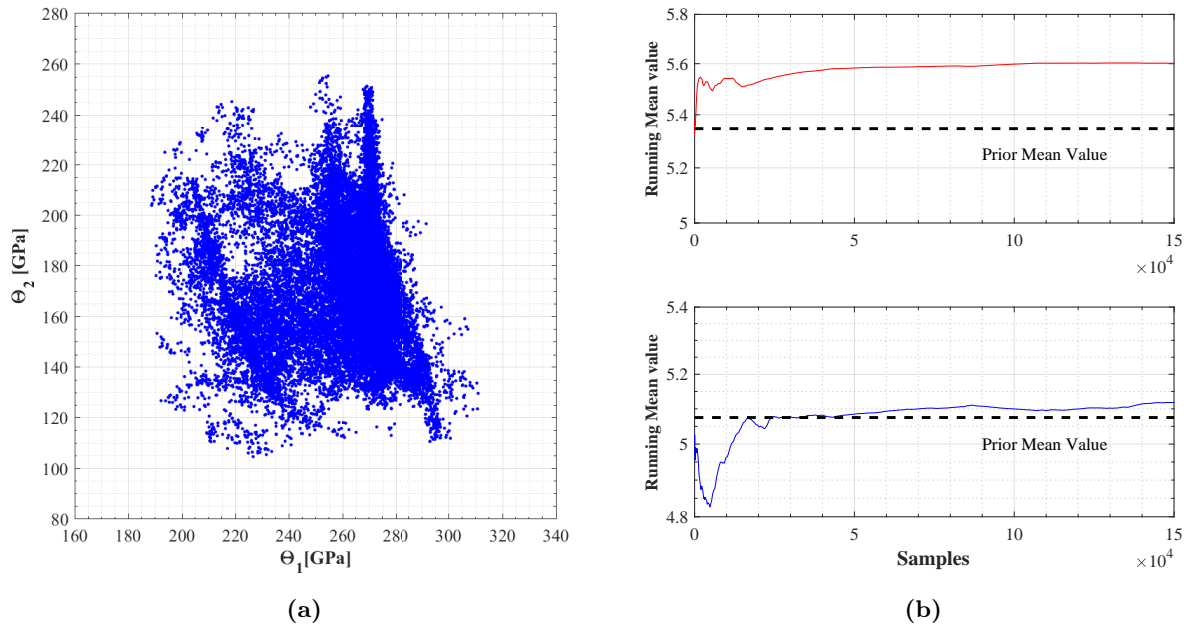 280
260
240
220
200
180
160
140
120
100
80
Θ2 [GPa]
160 180 200 220 240 260 280 300 320 340
Θ1[GPa]
(a)
5.8
5.6
5.4
5.2
5
Running Mean value
Prior Mean Value
0 5 10 15
×10^4
5.4
5.2
5
4.8
Running Mean value
Prior Mean Value
0 5 10 15
Samples
×10^4
(b)